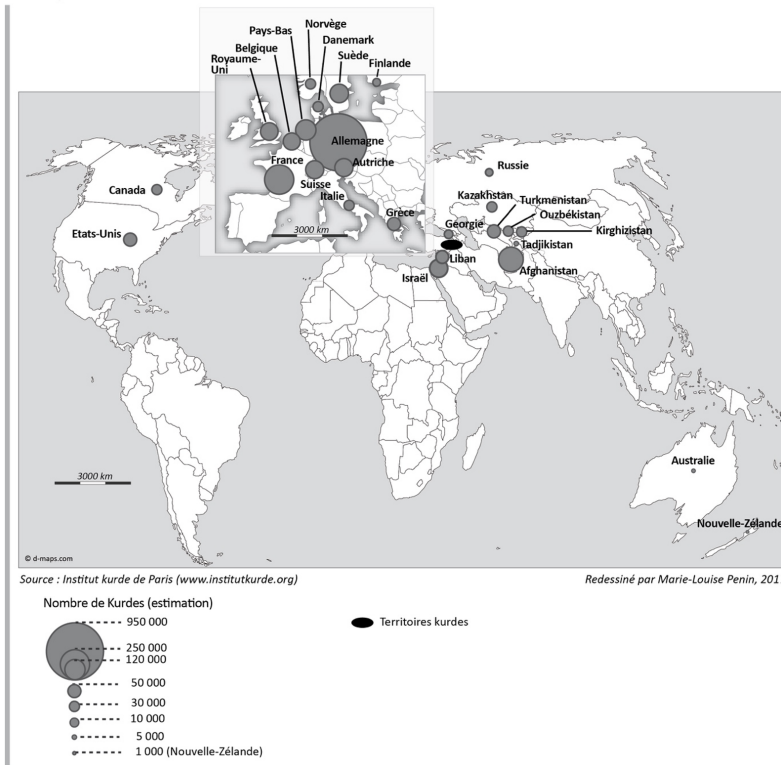 Norvège
Pays-Bas
Danemark
Belgique
Suède
Royaume-
Uni
Finlande
Allemagne
France
Autriche
Suisse
Italie
Grèce
3000 km
Canada
Etats-Unis
Russie
Kazakhstan
Turkmenistan
Ouzbékistan
Géorgie
Kirghizistan
Tadjikistan
Liban
Afghanistan
Israël
Australie
Nouvelle-Zélande
3000 km
© d-maps.com
Source : Institut kurde de Paris (www.institutkurde.org)
Redessiné par Marie-Louise Penin, 201
Nombre de Kurdes (estimation)
950 000
Territoires kurdes
250 000
120 000
50 000
30 000
10 000
5 000
1 000 (Nouvelle-Zélande)